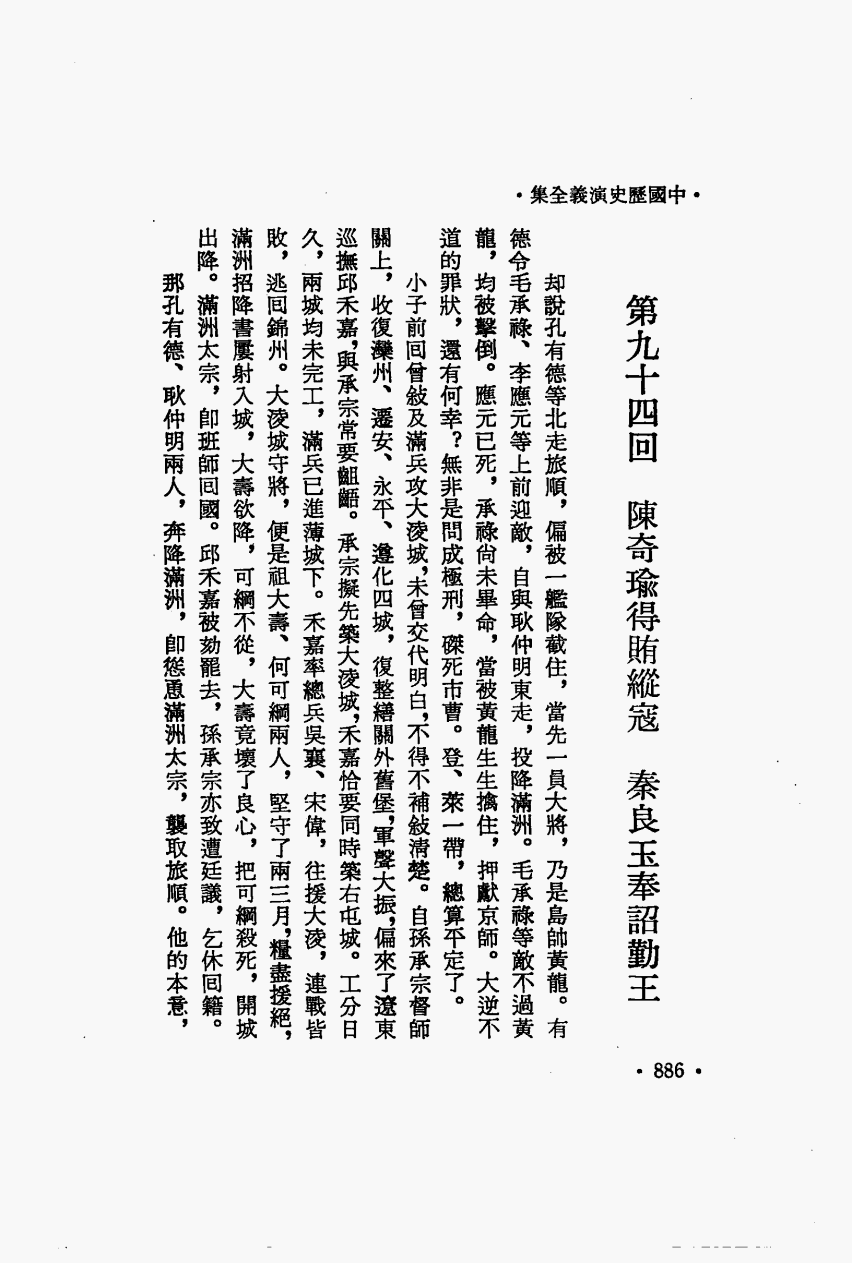 ·中國歷史演義全集·
第九十四回　陳奇瑜得賄縱寇　秦良玉奉詔勤王
却說孔有德等北走旅順，偏被一艦隊截住，當先一員大將，乃是島帥黃龍。有
德令毛承祿、李應元等上前迎敵，自與耿仲明東走，投降滿洲。毛承祿等敵不過黃
龍，均被擊倒。應元已死，承祿尙未畢命，當被黃龍生生擒住，押獻京師。大逆不
道的罪狀，還有何幸？無非是問成極刑，磔死市曹。登、萊一帶，總算平定了。
小子前回曾敍及滿兵攻大淩城，未曾交代明白，不得不補敍清楚。自孫承宗督師
關上，收復灤州、遷安、永平、遵化四城，復整繕關外舊堡，軍聲大振，偏來了遼東
巡撫邱禾嘉，與承宗常要齟齬。承宗擬先築大淩城，禾嘉恰要同時築右屯城。工分日
久，兩城均未完工，滿兵已進薄城下。禾嘉率總兵吳襄、宋偉，往援大淩，連戰皆
敗，逃回錦州。大淩城守將，便是祖大壽、何可綱兩人，堅守了兩三月，糧盡援絕，
滿洲招降書屢射入城，大壽欲降，可綱不從，大壽竟壞了良心，把可綱殺死，開城
出降。滿洲太宗，卽班師回國。邱禾嘉被劾罷去，孫承宗亦致遭廷議，乞休回籍。
那孔有德、耿仲明兩人，奔降滿洲，卽慫恿滿洲太宗，襲取旅順。他的本意，
·886·